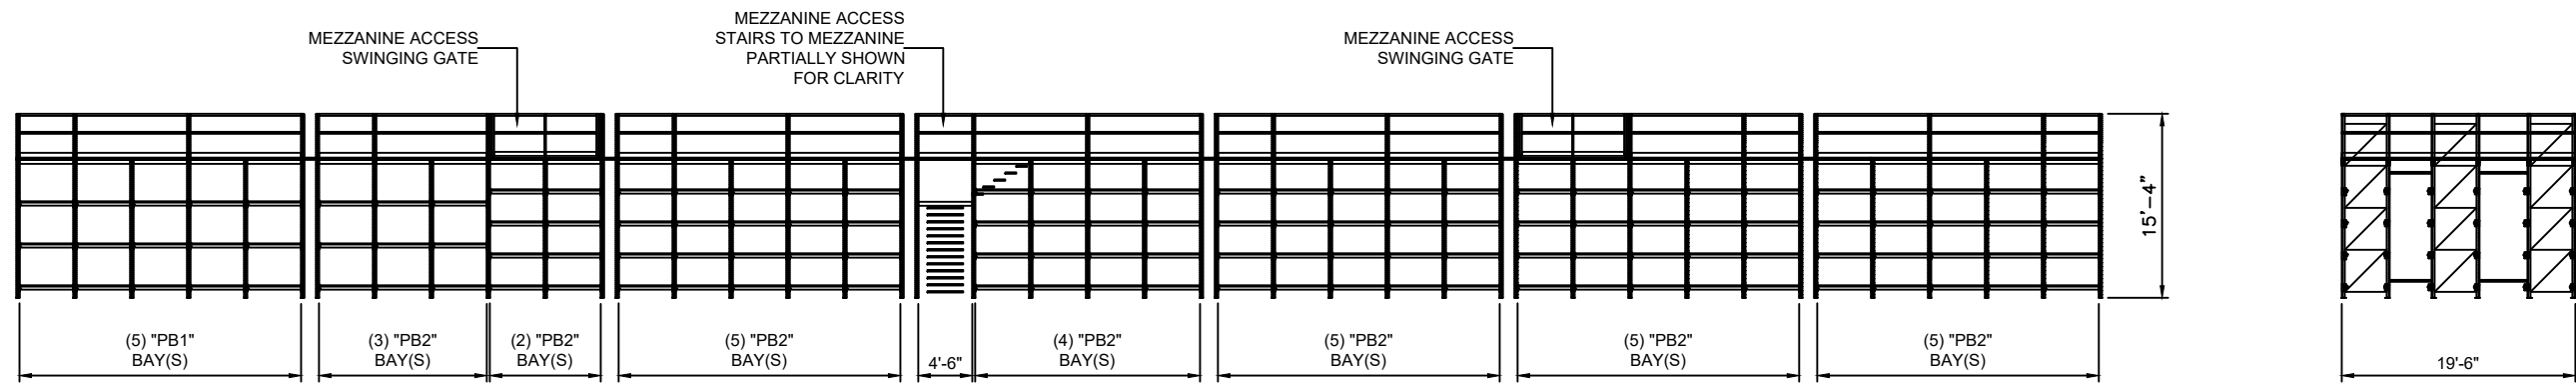 MEZZANINE ACCESS
SWINGING GATE
MEZZANINE ACCESS
STAIRS TO MEZZANINE
PARTIALLY SHOWN
FOR CLARITY
MEZZANINE ACCESS
SWINGING GATE
15'-4"
(5) "PB1"
BAY(S)
(3) "PB2"
BAY(S)
(2) "PB2"
BAY(S)
(5) "PB2"
BAY(S)
4'-6"
(4) "PB2"
BAY(S)
(5) "PB2"
BAY(S)
(5) "PB2"
BAY(S)
(5) "PB2"
BAY(S)
19'-6"